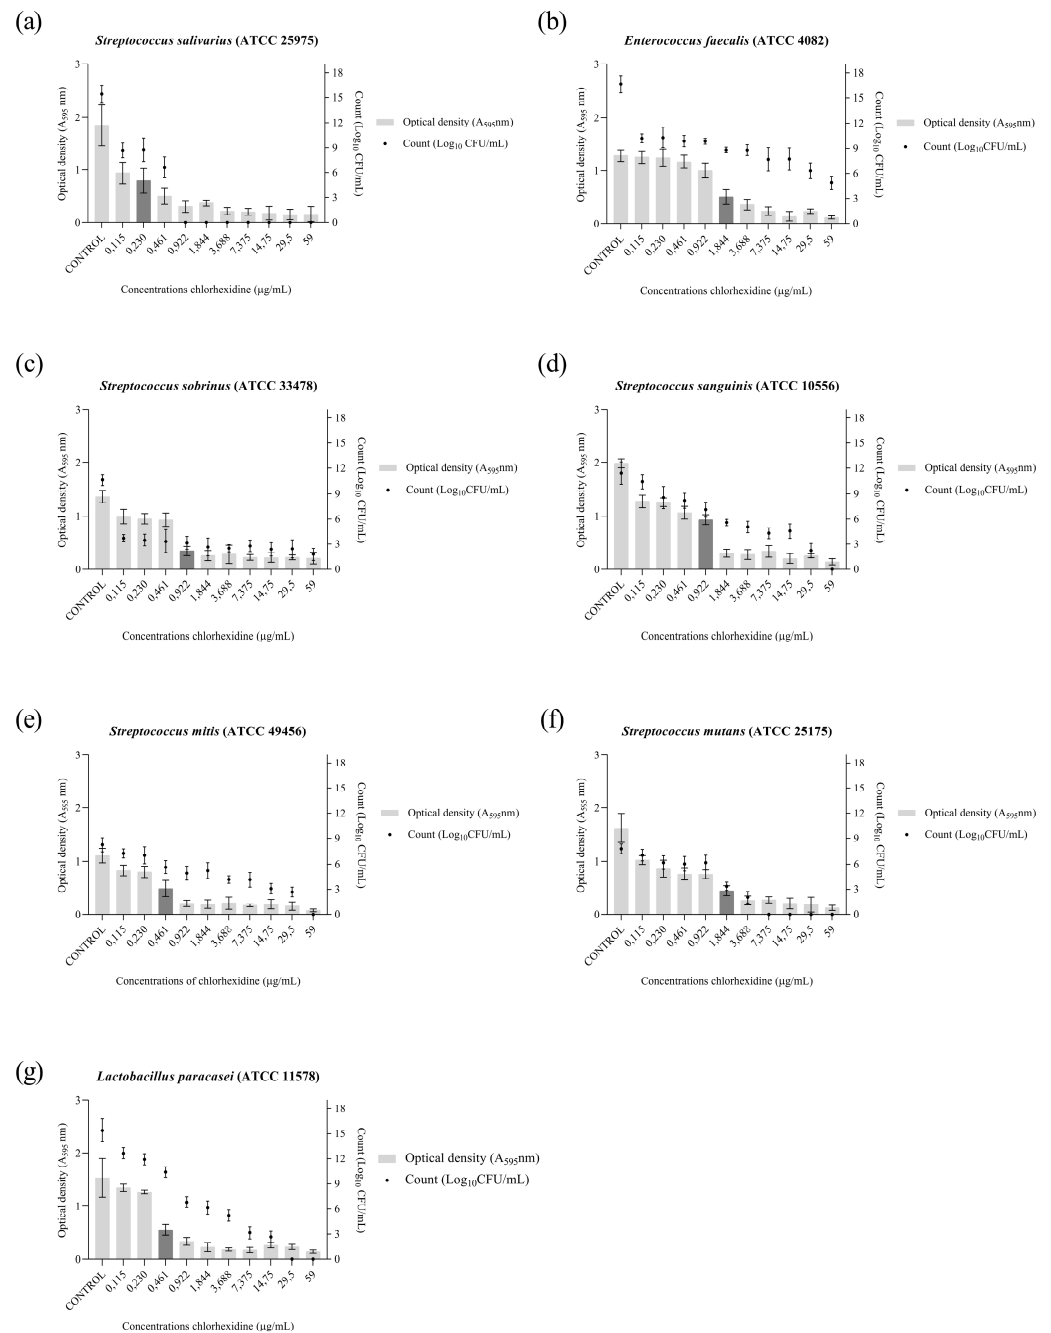 (a)
Streptococcus salivarius (ATCC 25975)
3
2
1
0
Optical density (A595 nm)
18
15
12
9
6
3
0
Count (Log10 CFU/mL)
Optical density (A595nm)
Count (Log10 CFU/mL)
CONTROL 0,115 0,230 0,461 0,922 1,844 3,688 7,375 14,75 29,5 59
Concentrations chlorhexidine (µg/mL)
(b)
Enterococcus faecalis (ATCC 4082)
3
2
1
0
Optical density (A595 nm)
18
15
12
9
6
3
0
Count (Log10 CFU/mL)
Optical density (A595nm)
Count (Log10 CFU/mL)
CONTROL 0,115 0,230 0,461 0,922 1,844 3,688 7,375 14,75 29,5 59
Concentrations chlorhexidine (µg/mL)
(c)
Streptococcus sobrinus (ATCC 33478)
3
2
1
0
Optical density (A595 nm)
18
15
12
9
6
3
0
Count (Log10 CFU/mL)
Optical density (A595nm)
Count (Log10CFU/mL)
CONTROL 0,115 0,230 0,461 0,922 1,844 3,688 7,375 14,75 29,5 59
Concentrations chlorhexidine (µg/mL)
(d)
Streptococcus sanguinis (ATCC 10556)
3
2
1
0
Optical density (A595 nm)
18
15
12
9
6
3
0
Count (Log10 CFU/mL)
Optical density (A595nm)
Count (Log10CFU/mL)
CONTROL 0,115 0,230 0,461 0,922 1,844 3,688 7,375 14,75 29,5 59
Concentrations chlorhexidine (µg/mL)
(e)
Streptococcus mitis (ATCC 49456)
3
2
1
0
Optical density (A595 nm)
18
15
12
9
6
3
0
Count (Log10 CFU/mL)
Optical density (A595nm)
Count (Log10CFU/mL)
CONTROL 0,115 0,230 0,461 0,922 1,844 3,688 7,375 14,75 29,5 59
Concentrations of chlorhexidine (µg/mL)
(f)
Streptococcus mutans (ATCC 25175)
3
2
1
0
Optical density (A595 nm)
18
15
12
9
6
3
0
Count (Log10 CFU/mL)
Optical density (A595nm)
Count (Log10CFU/mL)
CONTROL 0,115 0,230 0,461 0,922 1,844 3,688 7,375 14,75 29,5 59
Concentrations chlorhexidine (µg/mL)
(g)
Lactobacillus paracasei (ATCC 11578)
3
2
1
0
Optical density (A595 nm)
18
15
12
9
6
3
0
Count (Log10 CFU/mL)
Optical density (A595nm)
Count (Log10CFU/mL)
CONTROL 0,115 0,230 0,461 0,922 1,844 3,688 7,375 14,75 29,5 59
Concentrations chlorhexidine (µg/mL)